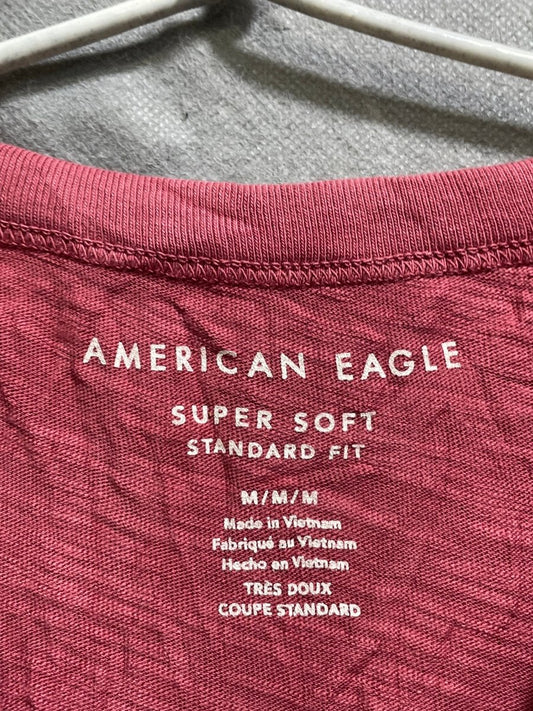 AMERICAN EAGLE
SUPER SOFT
STANDARD FIT
M/M/M
Made in Vietnam
Fabriqué au Vietnam
Hecho en Vietnam
TRÈS DOUX
COUPE STANDARD